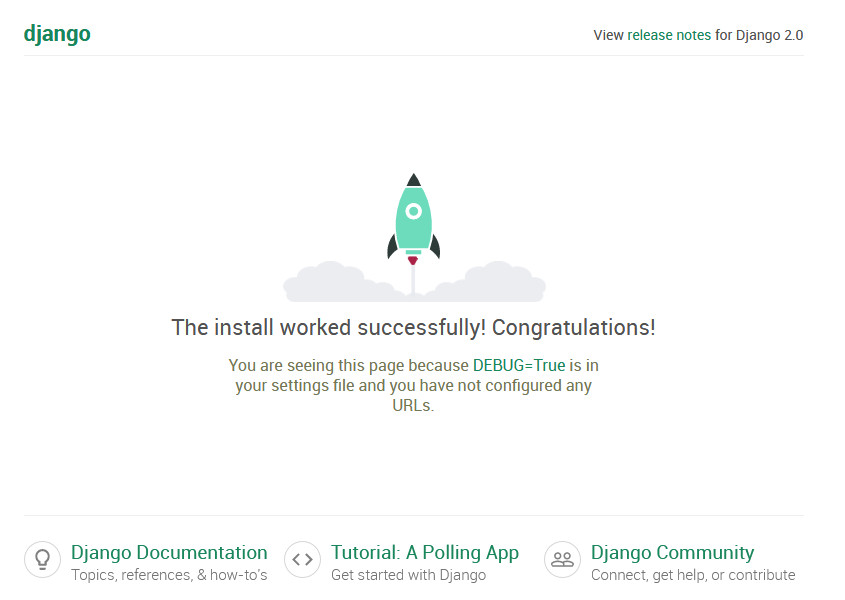 django
View release notes for Django 2.0
The install worked successfully! Congratulations!
You are seeing this page because DEBUG=True is in
your settings file and you have not configured any
URLs.
Django Documentation
Topics, references, & how-to's
Tutorial: A Polling App
Get started with Django
Django Community
Connect, get help, or contribute